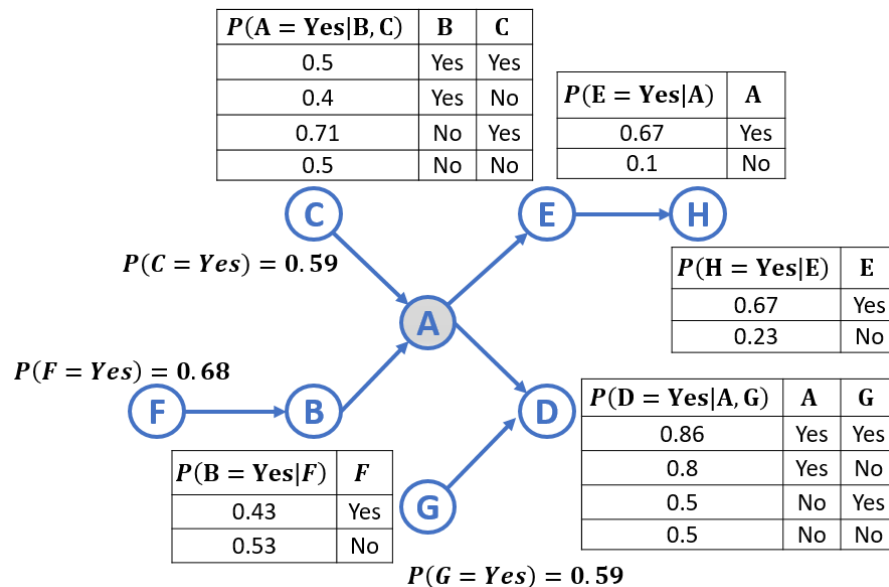 P(A = Yes|B, C) B C
0.5 Yes Yes
0.4 Yes No
0.71 No Yes
0.5 No No
P(E = Yes|A) A
0.67 Yes
0.1 No
C
E
H
P(C = Yes) = 0.59
P(H = Yes|E) E
0.67 Yes
0.23 No
A
P(F = Yes) = 0.68
F
B
D
P(D = Yes|A, G) A G
0.86 Yes Yes
0.8 Yes No
0.5 No Yes
0.5 No No
P(B = Yes|F) F
0.43 Yes
0.53 No
G
P(G = Yes) = 0.59